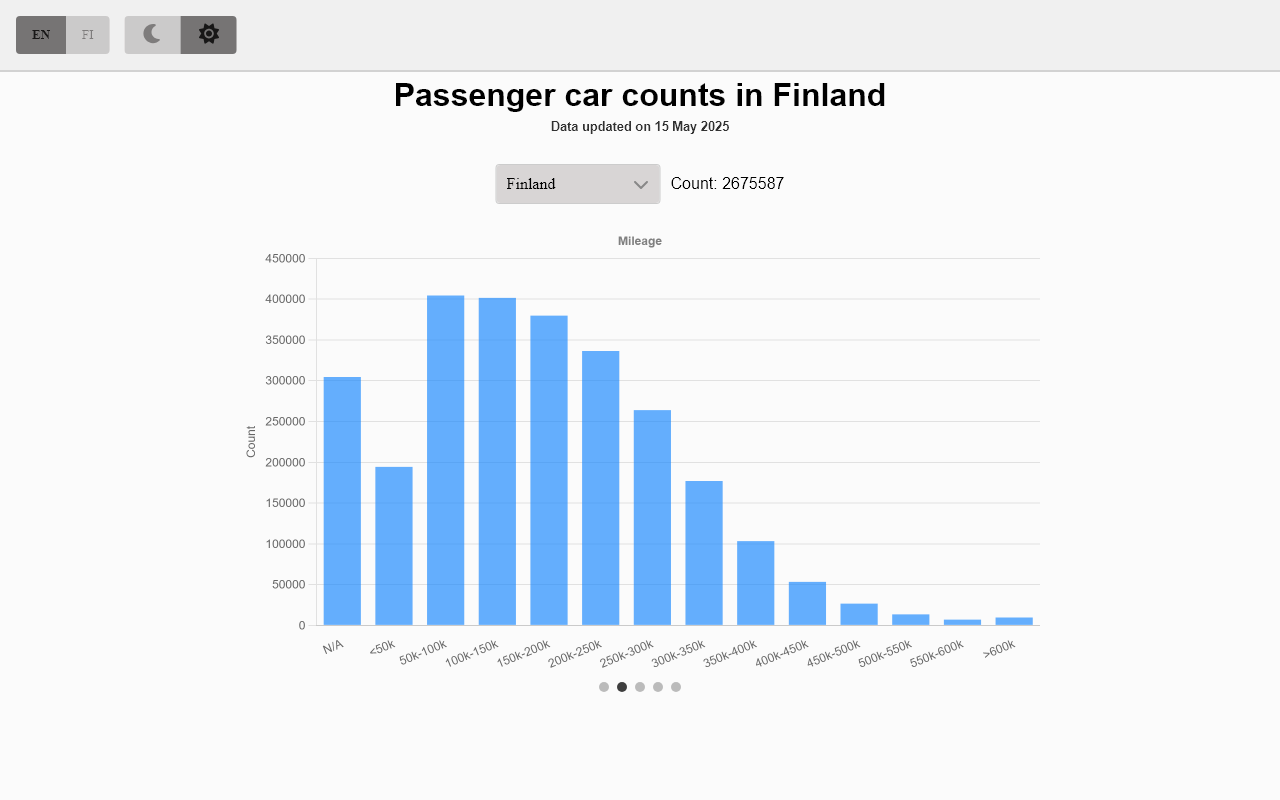 EN FI
Passenger car counts in Finland
Data updated on 15 May 2025
Finland Count: 2675587
Mileage
450000
400000
350000
300000
250000
200000
150000
100000
50000
0
Count
N/A <50k 50k-100k 100k-150k 150k-200k 200k-250k 250k-300k 300k-350k 350k-400k 400k-450k 450k-500k 500k-550k 550k-600k >600k